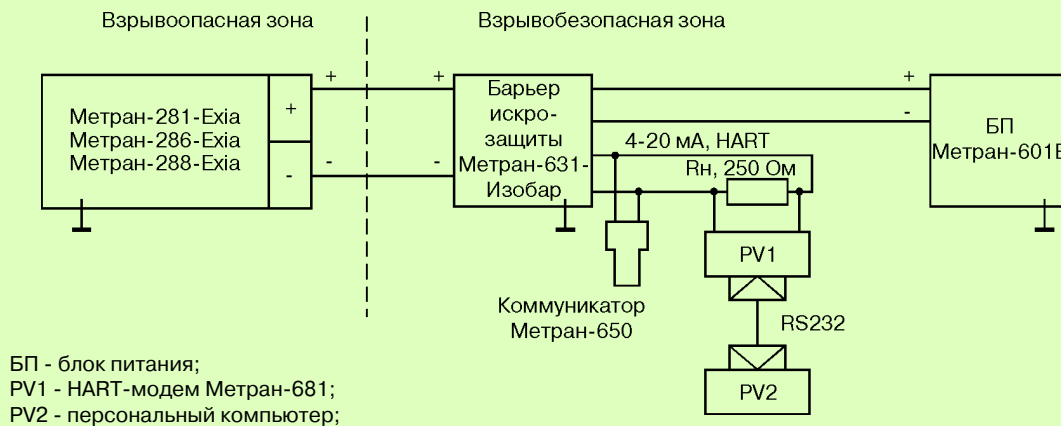 Взрывоопасная зона
Взрывобезопасная зона
+
+
+
Метран-281-Exia
Метран-286-Exia
Метран-288-Exia
+
-
-
-
Барьер
искро-
защиты
Метран-631-
Изобар
-
4-20 мА, HART
Rн, 250 Ом
БП
Метран-601Е
PV1
Коммуникатор
Метран-650
RS232
PV2
БП - блок питания;
PV1 - HART-модем Метран-681;
PV2 - персональный компьютер;